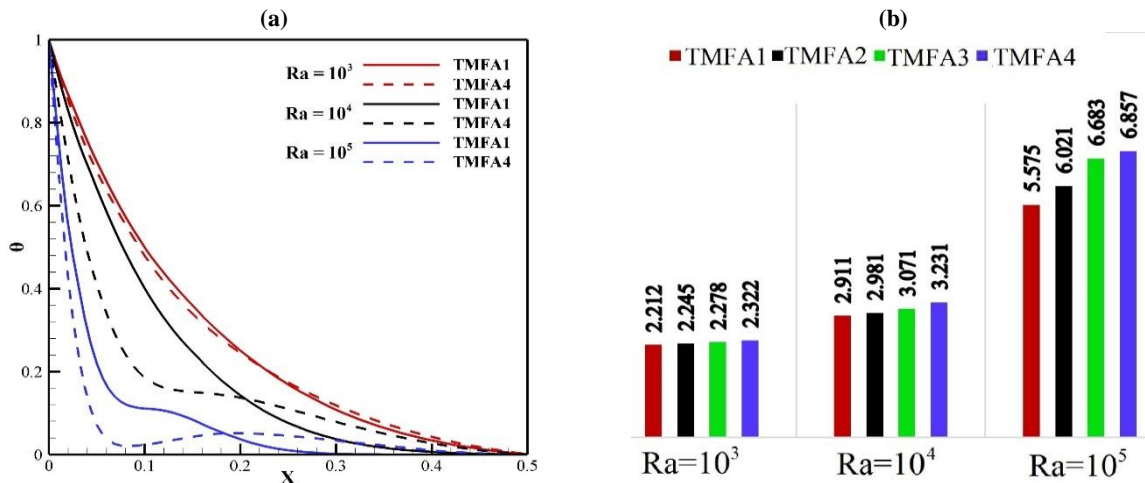 (a)
1
0.8
0.6
θ
0.4
0.2
0
0
0.1
0.2
0.3
0.4
0.5
X
Ra = 10³
TMFA1
TMFA4
Ra = 10⁴
TMFA1
TMFA4
Ra = 10⁵
TMFA1
TMFA4
(b)
TMFA1 TMFA2 TMFA3 TMFA4
2.212
2.245
2.278
2.322
2.911
2.981
3.071
3.231
5.575
6.021
6.683
6.857
Ra=10³
Ra=10⁴
Ra=10⁵